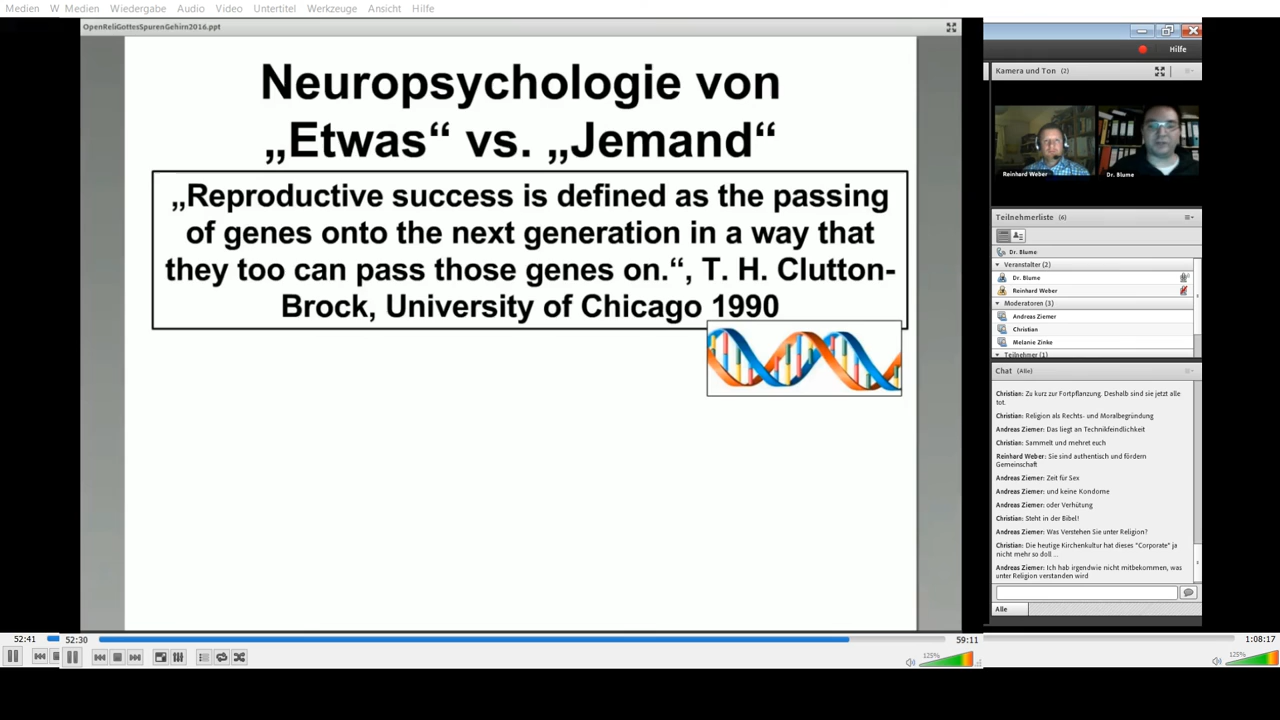 Medien W Medien Wiedergabe Audio Video Untertitel Werkzeuge Ansicht Hilfe
OpenReliGottesSpurenGehirn2016.ppt
Neuropsychologie von
„Etwas“ vs. „Jemand“
„Reproductive success is defined as the passing
of genes onto the next generation in a way that
they too can pass those genes on.“, T. H. Clutton-
Brock, University of Chicago 1990
Hilfe
Kamera und Ton (2)
Reinhard Weber
Dr. Blume
Teilnehmerliste (6)
Dr. Blume
Veranstalter (2)
Dr. Blume
Reinhard Weber
Moderatoren (3)
Andreas Ziemer
Christian
Melanie Zinke
Teilnehmer (1)
Chat (Alle)
Christian: Zu kurz zur Fortpflanzung. Deshalb sind sie jetzt alle
tot.
Christian: Religion als Rechts- und Moralbegründung
Andreas Ziemer: Das liegt an Technikfeindlichkeit
Christian: Sammelt und mehret euch
Reinhard Weber: Sie sind authentisch und fördern
Gemeinschaft
Andreas Ziemer: Zeit für Sex
Andreas Ziemer: und keine Kondome
Andreas Ziemer: oder Verhütung
Christian: Steht in der Bibel!
Andreas Ziemer: Was Verstehen Sie unter Religion?
Christian: Die heutige Kirchenkultur hat dieses "Corporate" ja
nicht mehr so doll ...
Andreas Ziemer: Ich hab irgendwie nicht mitbekommen, was
unter Religion verstanden wird
Alle
52:41 52:30 59:11 1:08:17
125% 125%